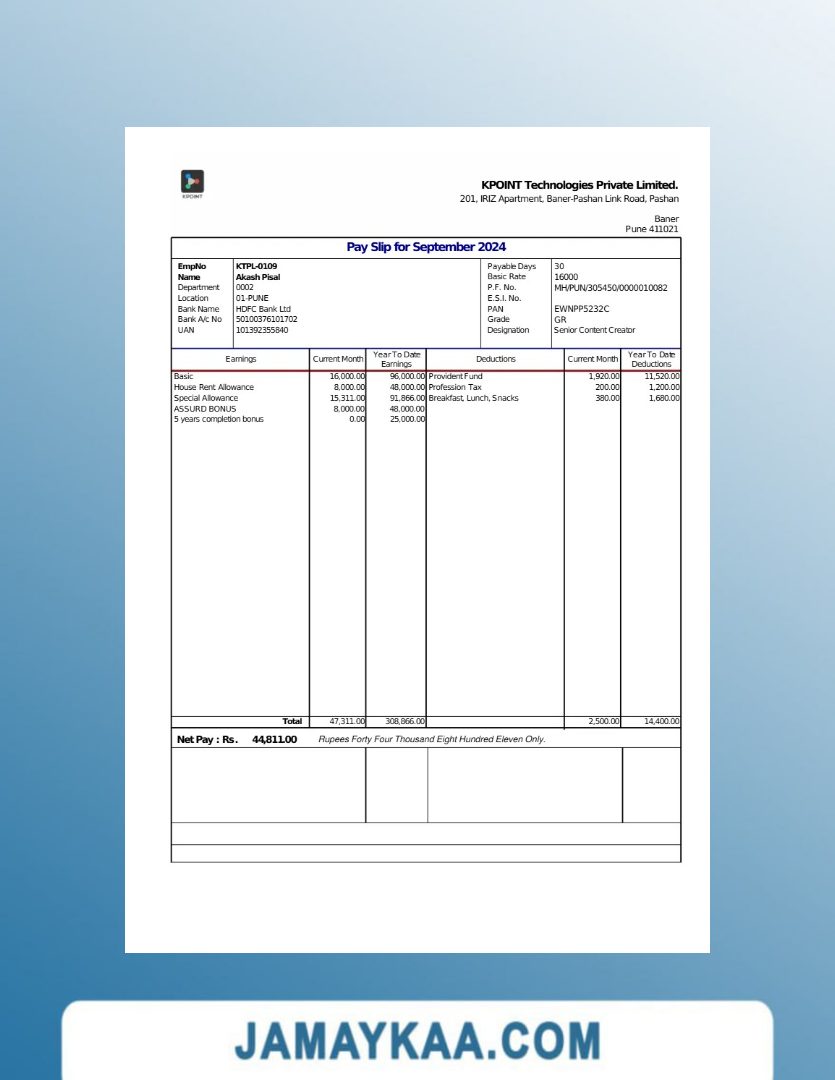 KPOINT
KPOINT Technologies Private Limited.
201, IRIZ Apartment, Baner-Pashan Link Road, Pashan
Baner
Pune 411021
Pay Slip for September 2024
EmpNo KTPL-0109 Payable Days 30
Name Akash Pisal Basic Rate 16000
Department 0002 P.F. No. MH/PUN/305450/0000010082
Location 01-PUNE E.S.I. No.
Bank Name HDFC Bank Ltd PAN EWNPP5232C
Bank A/c No 50100376101702 Grade GR
UAN 101392355840 Designation Senior Content Creator
Earnings Current Month Year To Date Earnings Deductions Current Month Year To Date Deductions
Basic 16,000.00 96,000.00 Provident Fund 1,920.00 11,520.00
House Rent Allowance 8,000.00 48,000.00 Profession Tax 200.00 1,200.00
Special Allowance 15,311.00 91,866.00 Breakfast, Lunch, Snacks 380.00 1,680.00
ASSURD BONUS 8,000.00 48,000.00
5 years completion bonus 0.00 25,000.00
Total 47,311.00 308,866.00 2,500.00 14,400.00
Net Pay : Rs. 44,811.00 Rupees Forty Four Thousand Eight Hundred Eleven Only.
JAMAYKAA.COM